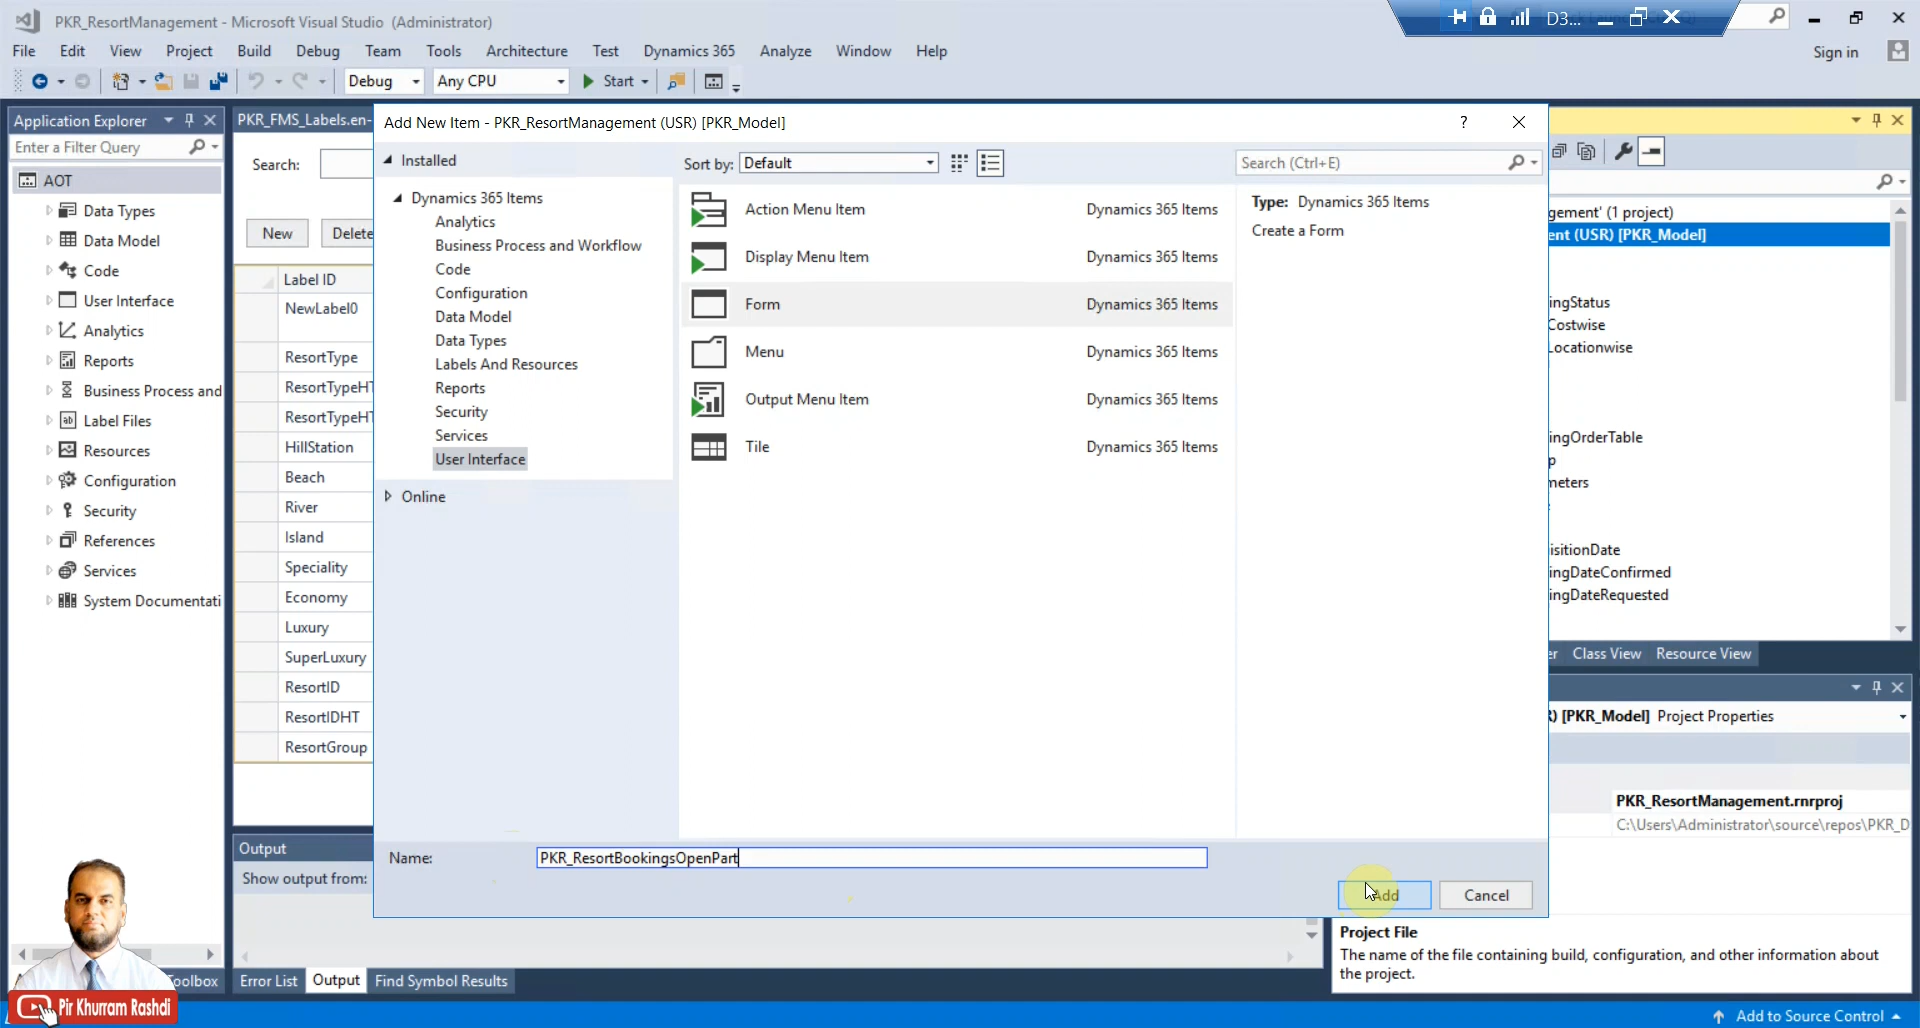 PKR_ResortManagement - Microsoft Visual Studio (Administrator)
D3...
File Edit View Project Build Debug Team Tools Architecture Test Dynamics 365 Analyze Window Help
Sign in
Debug Any CPU Start
Application Explorer
Enter a Filter Query
AOT
Data Types
Data Model
Code
User Interface
Analytics
Reports
Business Process and
Label Files
Resources
Configuration
Security
References
Services
System Documentati
oolbox
PKR_FMS_Labels.en-
Search:
New Delete
Label ID
NewLabel0
ResortType
ResortTypeHT
ResortTypeHT
HillStation
Beach
River
Island
Speciality
Economy
Luxury
SuperLuxury
ResortID
ResortIDHT
ResortGroup
Output
Show output from:
Error List Output Find Symbol Results
Add New Item - PKR_ResortManagement (USR) [PKR_Model]
?
Installed
Dynamics 365 Items
Analytics
Business Process and Workflow
Code
Configuration
Data Model
Data Types
Labels And Resources
Reports
Security
Services
User Interface
Online
Sort by: Default
Search (Ctrl+E)
Action Menu Item Dynamics 365 Items
Display Menu Item Dynamics 365 Items
Form Dynamics 365 Items
Menu Dynamics 365 Items
Output Menu Item Dynamics 365 Items
Tile Dynamics 365 Items
Type: Dynamics 365 Items
Create a Form
Name: PKR_ResortBookingsOpenPart
Add Cancel
gement' (1 project)
ent (USR) [PKR_Model]
ingStatus
Costwise
Locationwise
ingOrderTable
p
meters
isitionDate
ingDateConfirmed
ingDateRequested
er Class View Resource View
R) [PKR_Model] Project Properties
PKR_ResortManagement.rnrproj
C:\Users\Administrator\source\repos\PKR_D
Project File
The name of the file containing build, configuration, and other information about
the project.
Pir Khurram Rashdi
Add to Source Control